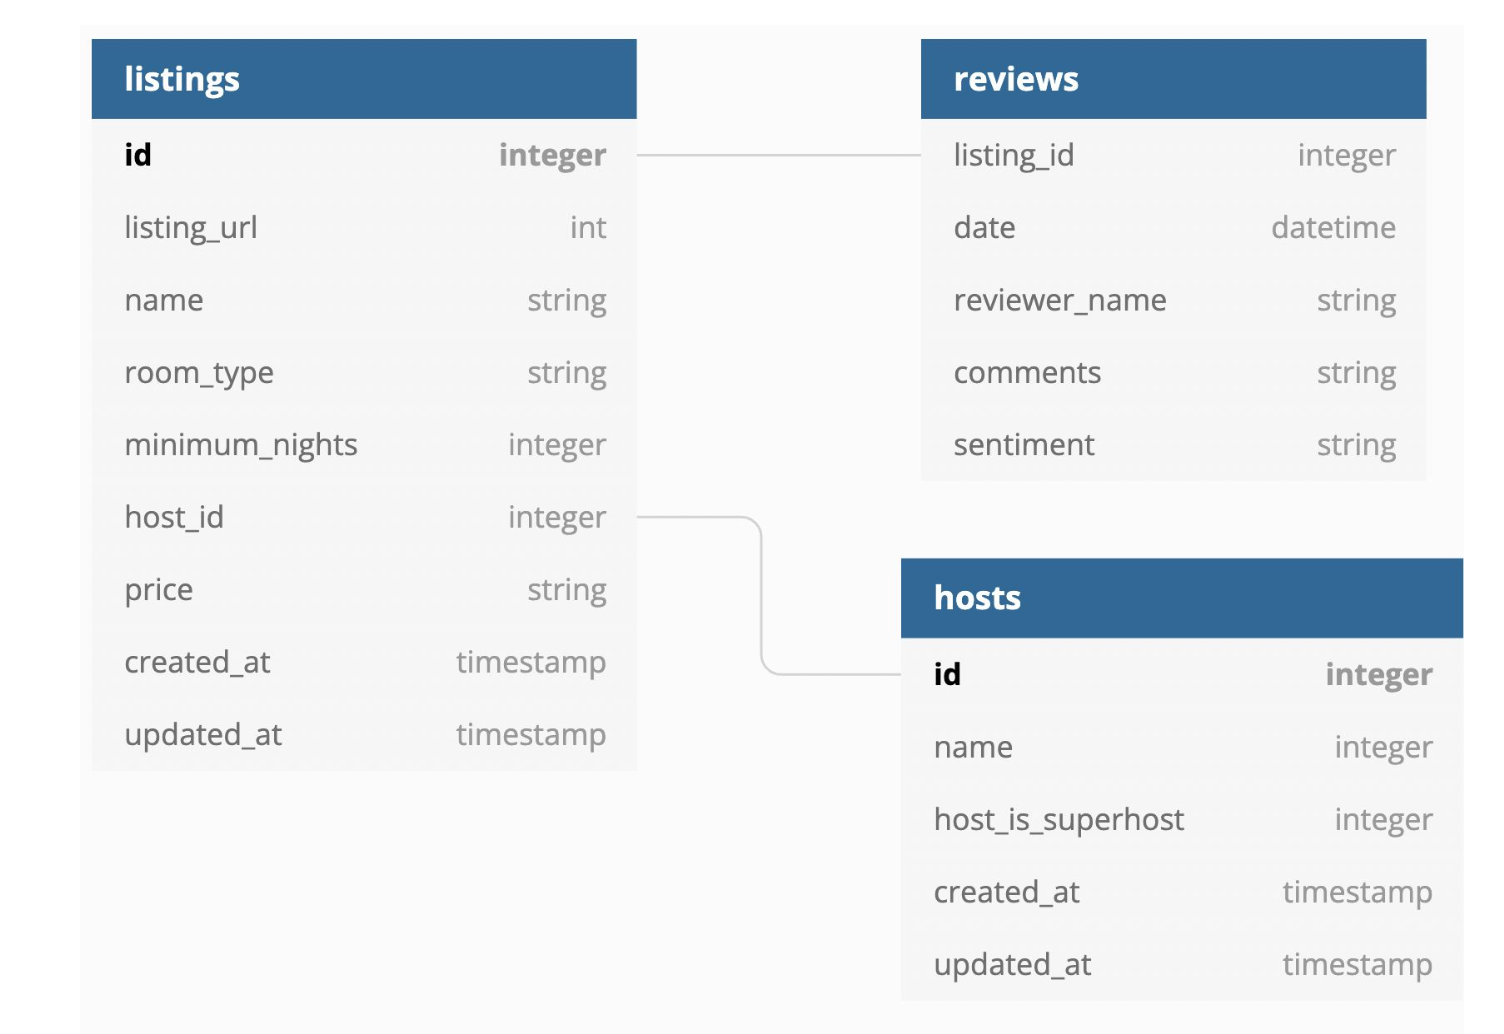 listings
id integer
listing_url int
name string
room_type string
minimum_nights integer
host_id integer
price string
created_at timestamp
updated_at timestamp
reviews
listing_id integer
date datetime
reviewer_name string
comments string
sentiment string
hosts
id integer
name integer
host_is_superhost integer
created_at timestamp
updated_at timestamp